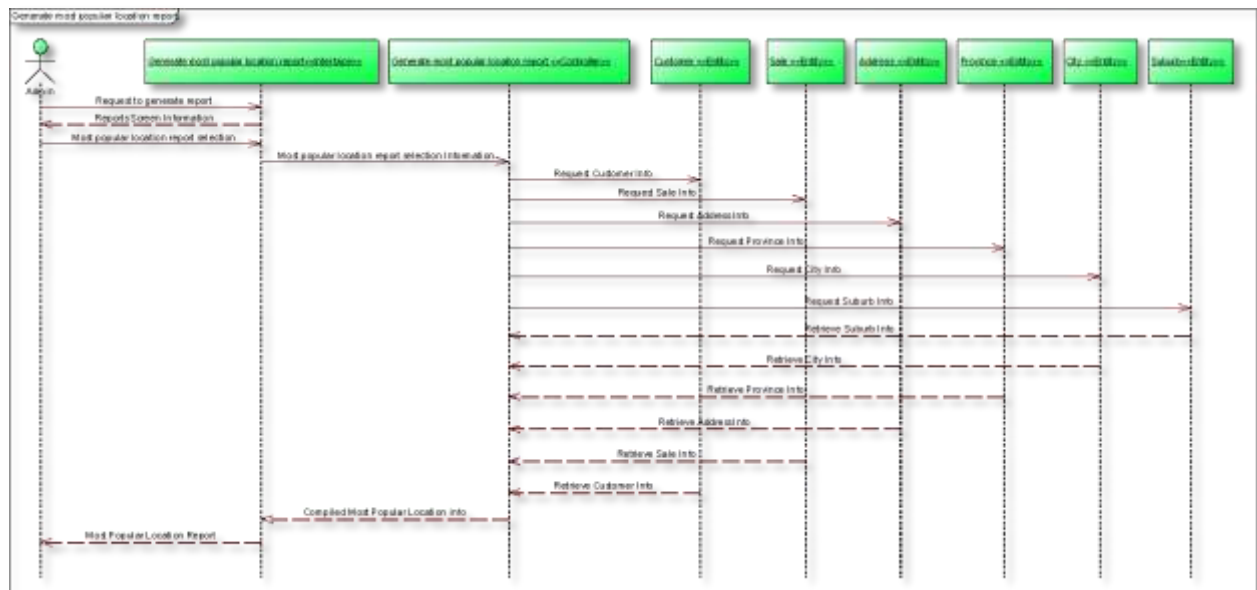 Generate most popular location report
Generate most popular location report<<Interface>>
Generate most popular location report <<Controller>>
Customer <<Entity>>
Sale <<Entity>>
Address <<Entity>>
Province <<Entity>>
City <<Entity>>
Suburb <<Entity>>
Admin
Request to generate report
Reports Screen Information
Most popular location report selection
Most popular location report selection Information
Request Customer Info
Request Sale Info
Request Address Info
Request Province Info
Request City Info
Request Suburb Info
Retrieve Suburb Info
Retrieve City Info
Retrieve Province Info
Retrieve Address Info
Retrieve Sale Info
Retrieve Customer Info
Compiled Most Popular Location info
Most Popular Location Report